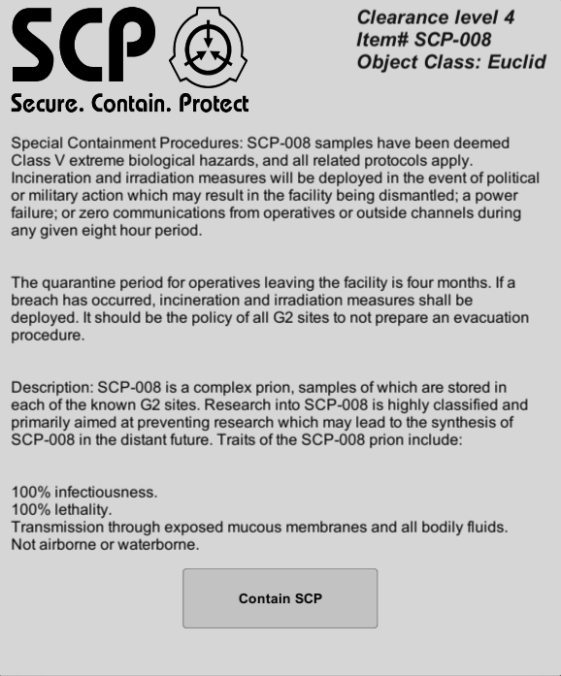 SCP
Secure. Contain. Protect
Clearance level 4
Item# SCP-008
Object Class: Euclid
Special Containment Procedures: SCP-008 samples have been deemed
Class V extreme biological hazards, and all related protocols apply.
Incineration and irradiation measures will be deployed in the event of political
or military action which may result in the facility being dismantled; a power
failure; or zero communications from operatives or outside channels during
any given eight hour period.
The quarantine period for operatives leaving the facility is four months. If a
breach has occurred, incineration and irradiation measures shall be
deployed. It should be the policy of all G2 sites to not prepare an evacuation
procedure.
Description: SCP-008 is a complex prion, samples of which are stored in
each of the known G2 sites. Research into SCP-008 is highly classified and
primarily aimed at preventing research which may lead to the synthesis of
SCP-008 in the distant future. Traits of the SCP-008 prion include:
100% infectiousness.
100% lethality.
Transmission through exposed mucous membranes and all bodily fluids.
Not airborne or waterborne.
Contain SCP